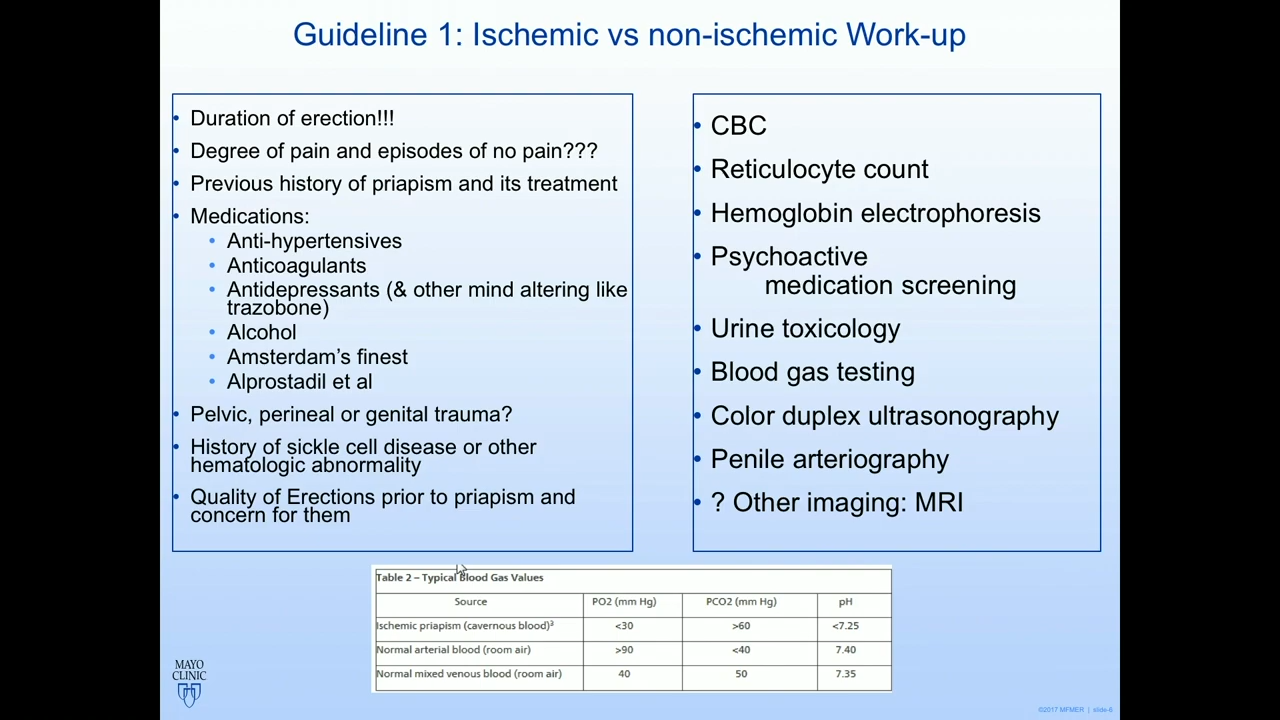 Guideline 1: Ischemic vs non-ischemic Work-up
• Duration of erection!!!
• Degree of pain and episodes of no pain???
• Previous history of priapism and its treatment
• Medications:
• Anti-hypertensives
• Anticoagulants
• Antidepressants (& other mind altering like
trazobone)
• Alcohol
• Amsterdam's finest
• Alprostadil et al
• Pelvic, perineal or genital trauma?
• History of sickle cell disease or other
hematologic abnormality
• Quality of Erections prior to priapism and
concern for them
• CBC
• Reticulocyte count
• Hemoglobin electrophoresis
• Psychoactive
medication screening
• Urine toxicology
• Blood gas testing
• Color duplex ultrasonography
• Penile arteriography
• ? Other imaging: MRI
Table 2 – Typical Blood Gas Values
Source PO2 (mm Hg) PCO2 (mm Hg) pH
Ischemic priapism (cavernous blood)³ <30 >60 <7.25
Normal arterial blood (room air) >90 <40 7.40
Normal mixed venous blood (room air) 40 50 7.35
MAYO
CLINIC
©2017 MFMER | slide-6